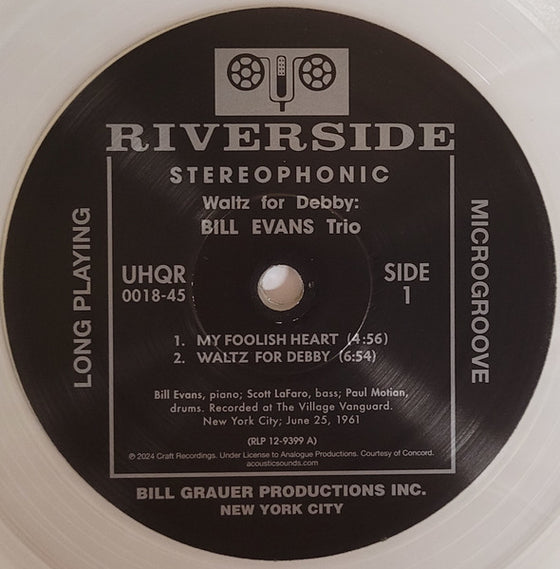 RIVERSIDE
STEREOPHONIC
Waltz for Debby:
BILL EVANS Trio
LONG PLAYING
MICROGROOVE
UHQR
0018-45
SIDE
1
1. MY FOOLISH HEART (4:56)
2. WALTZ FOR DEBBY (6:54)
Bill Evans, piano; Scott LaFaro, bass; Paul Motian,
drums. Recorded at The Village Vanguard.
New York City; June 25, 1961
(RLP 12-9399 A)
℗ 2024 Craft Recordings. Under License to Analogue Productions. Courtesy of Concord.
acousticsounds.com
BILL GRAUER PRODUCTIONS INC.
NEW YORK CITY